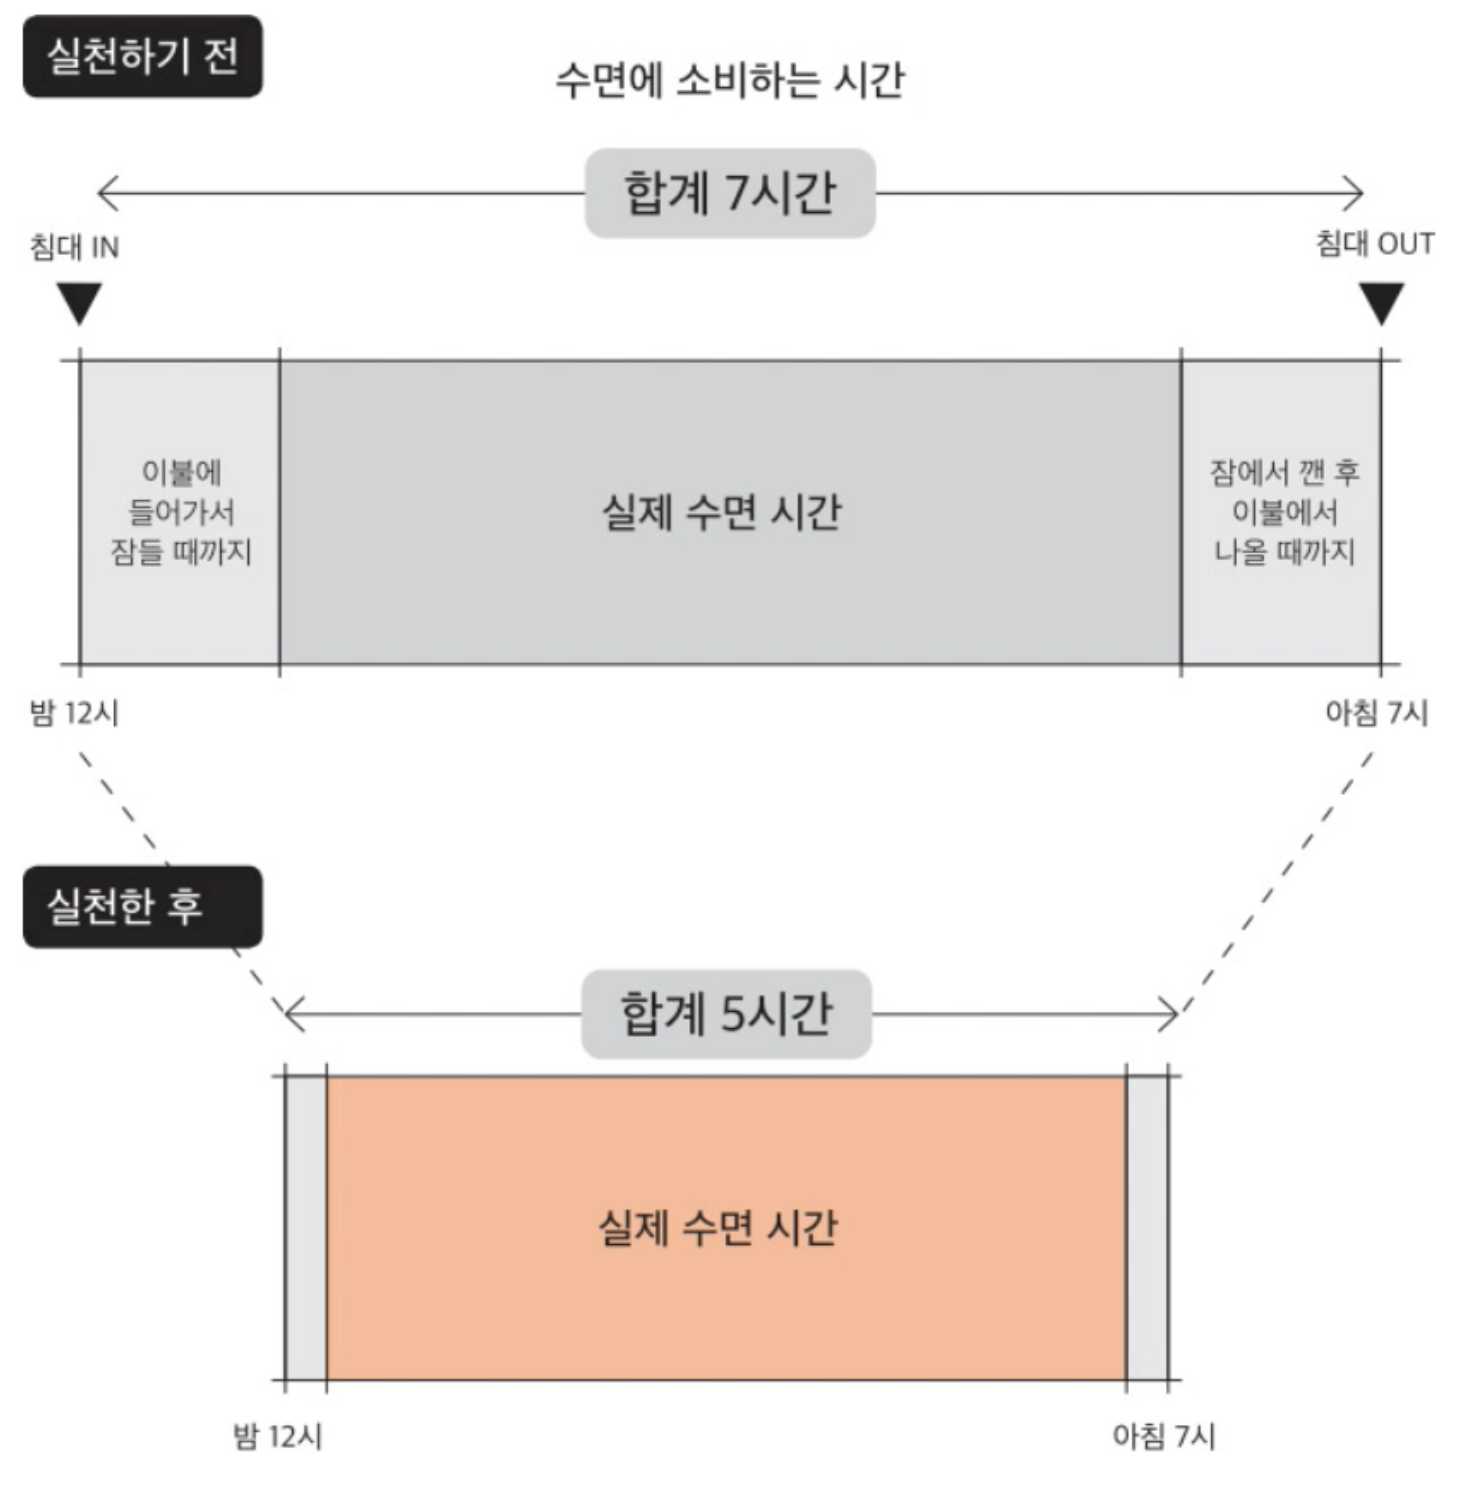 실천하기 전
수면에 소비하는 시간
합계 7시간
침대 IN
침대 OUT
이불에
들어가서
잠들 때까지
실제 수면 시간
잠에서 깬 후
이불에서
나올 때까지
밤 12시
아침 7시
실천한 후
합계 5시간
실제 수면 시간
밤 12시
아침 7시